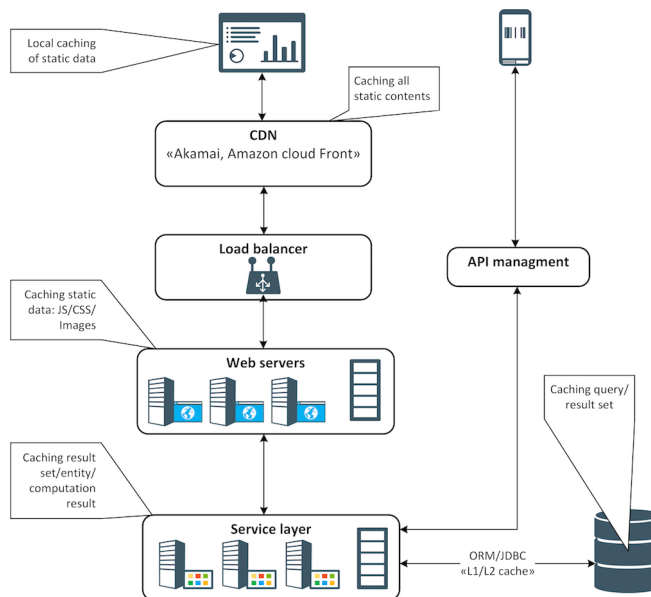 Local caching
of static data
Caching all
static contents
CDN
«Akamai, Amazon cloud Front»
Load balancer
API managment
Caching static
data: JS/CSS/
Images
Web servers
Caching query/
result set
Caching result
set/entity/
computation
result
Service layer
ORM/JDBC
«L1/L2 cache»